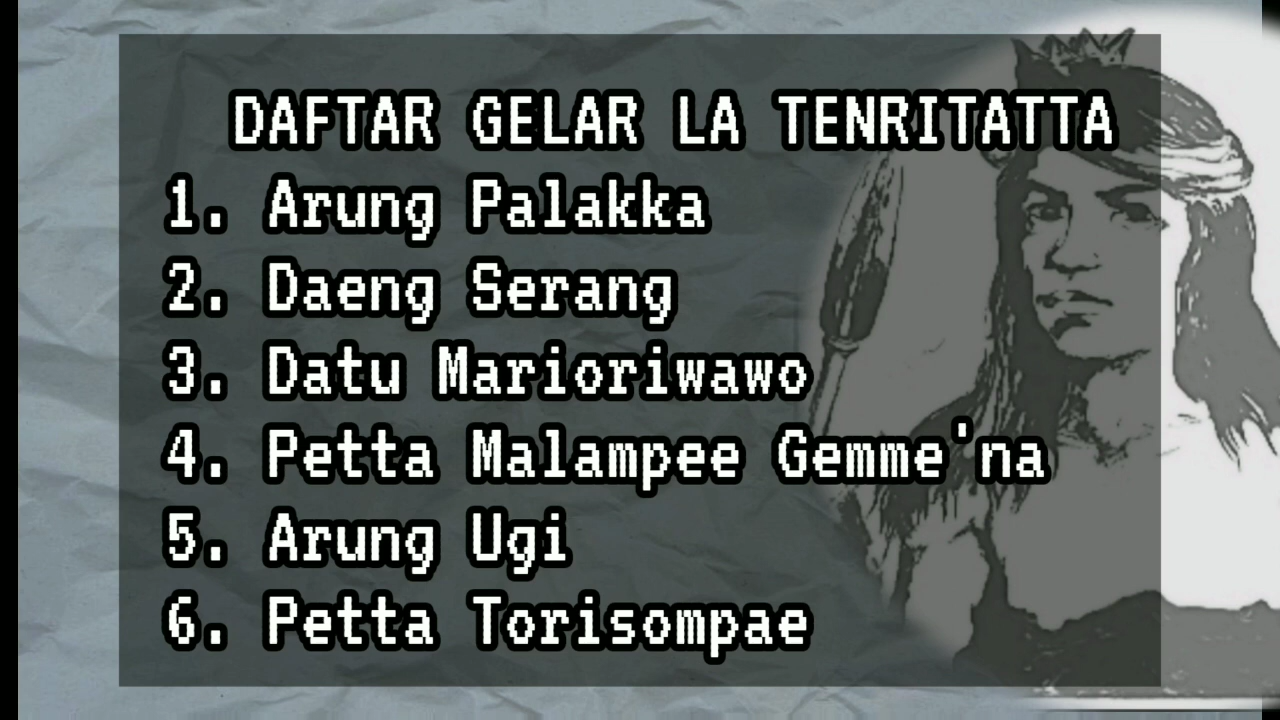 DAFTAR GELAR LA TENRITATTA
1. Arung Palakka
2. Daeng Serang
3. Datu Marioriwawo
4. Petta Malampee Gemme'na
5. Arung Ugi
6. Petta Torisompae